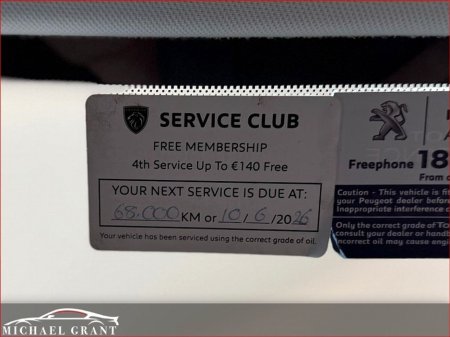 SERVICE CLUB
FREE MEMBERSHIP
4th Service Up To €140 Free
YOUR NEXT SERVICE IS DUE AT:
68.000 KM or 10/6/2026
Your vehicle has been serviced using the correct grade of oil.
Freephone 18
From a
Caution - This vehicle is fit
your Peugeot dealer before
Inappropriate interference c
Only the correct grade of
consult your dealer or handb
incorrect oil may cause engin
MICHAEL GRANT